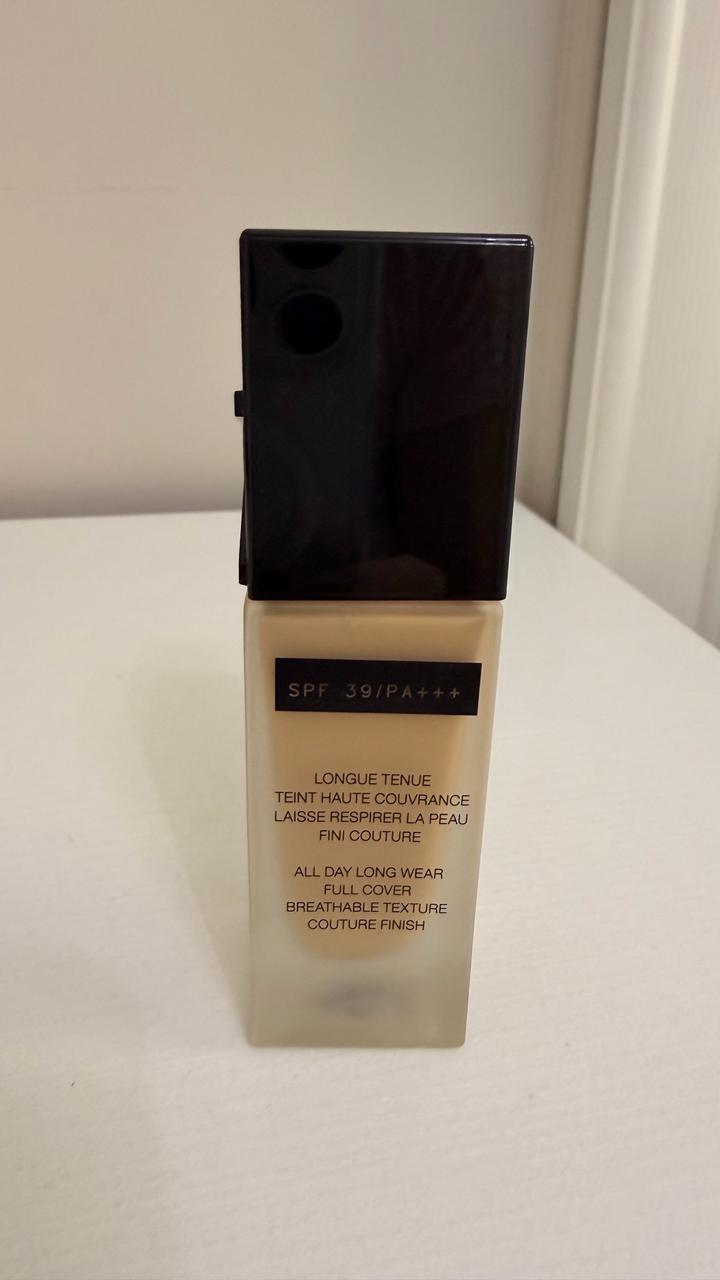 SPF 39/PA+++
LONGUE TENUE
TEINT HAUTE COUVRANCE
LAISSE RESPIRER LA PEAU
FINI COUTURE
ALL DAY LONG WEAR
FULL COVER
BREATHABLE TEXTURE
COUTURE FINISH